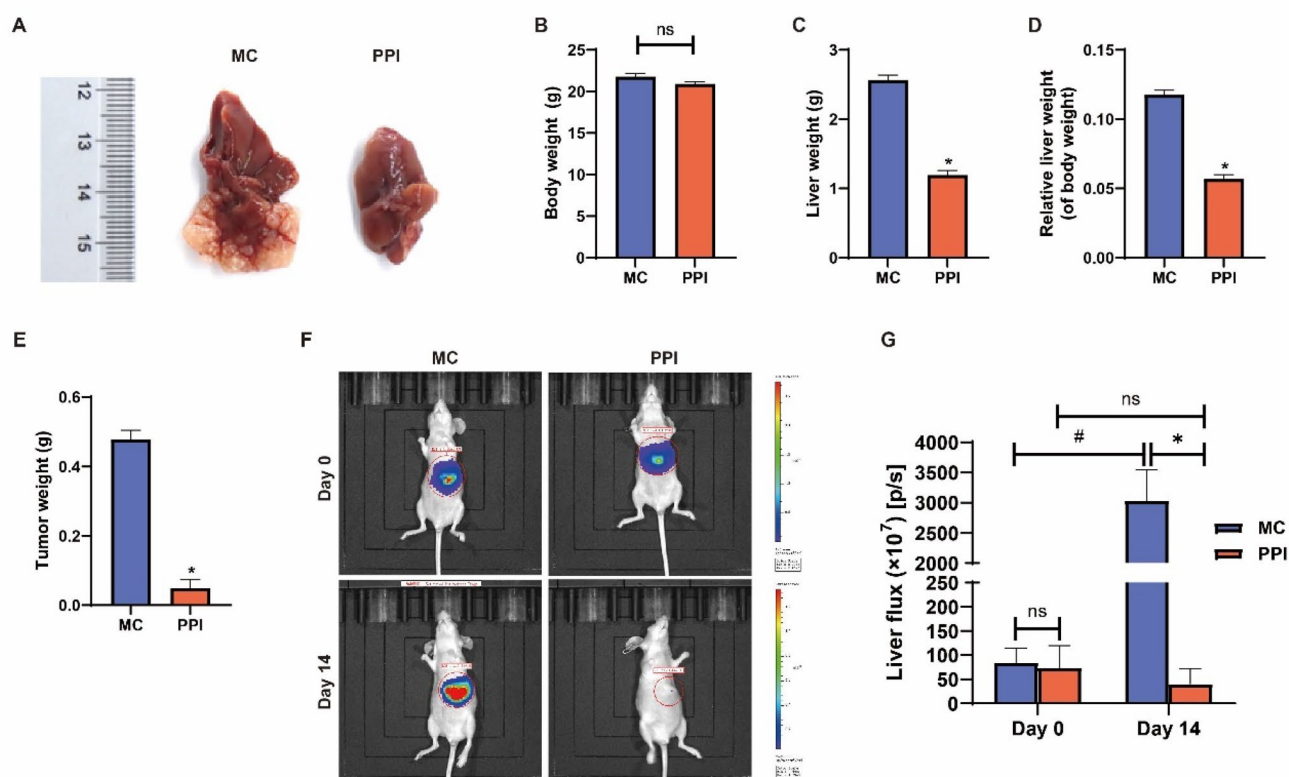 A
MC
PPI
12
13
14
15
B
ns
Body weight (g)
25
20
15
10
5
0
MC
PPI
C
Liver weight (g)
3
2
1
0
*
MC
PPI
D
Relative liver weight
(of body weight)
0.15
0.10
0.05
0.00
*
MC
PPI
E
Tumor weight (g)
0.6
0.4
0.2
0.0
*
MC
PPI
F
MC
PPI
Day 0
Day 14
G
Liver flux (×10⁷) [p/s]
ns
#
*
4000
3500
3000
2500
2000
250
200
150
100
50
0
ns
Day 0
Day 14
MC
PPI